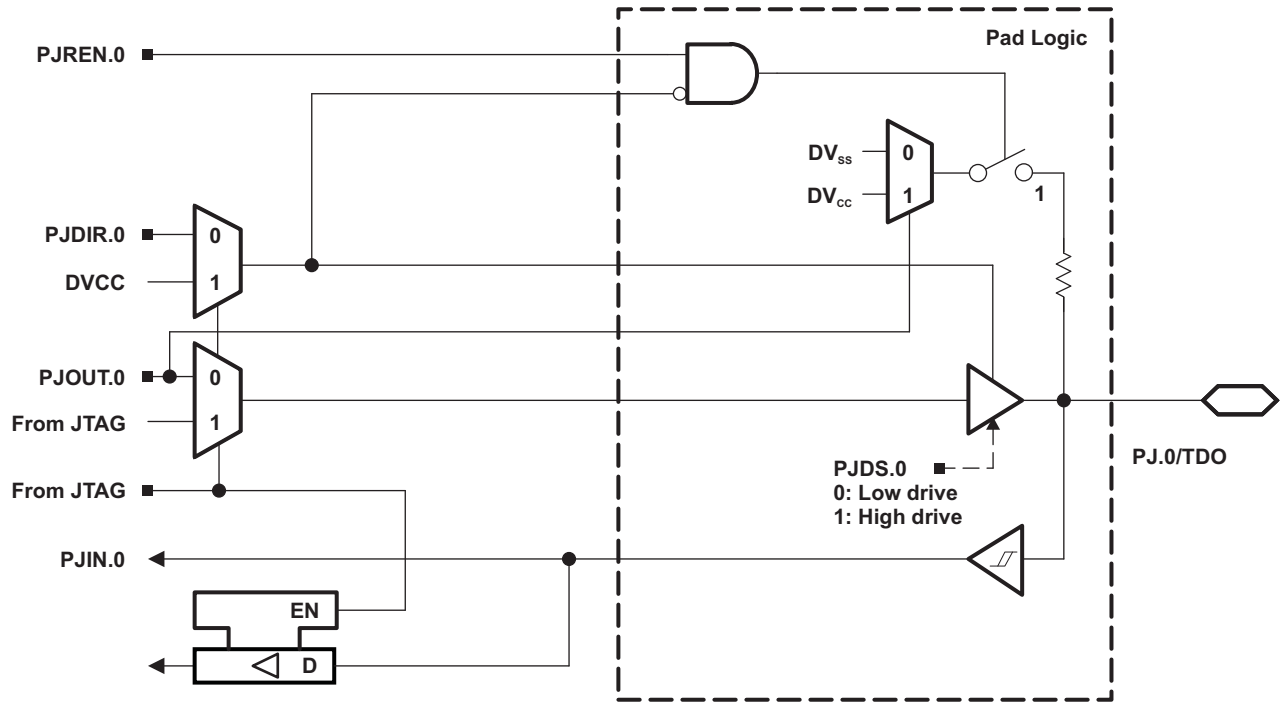 Pad Logic
PJREN.0
DVss
0
DVcc
1
1
PJDIR.0
0
DVCC
1
PJOUT.0
0
From JTAG
1
PJDS.0
0: Low drive
1: High drive
PJ.0/TDO
From JTAG
PJIN.0
EN
D